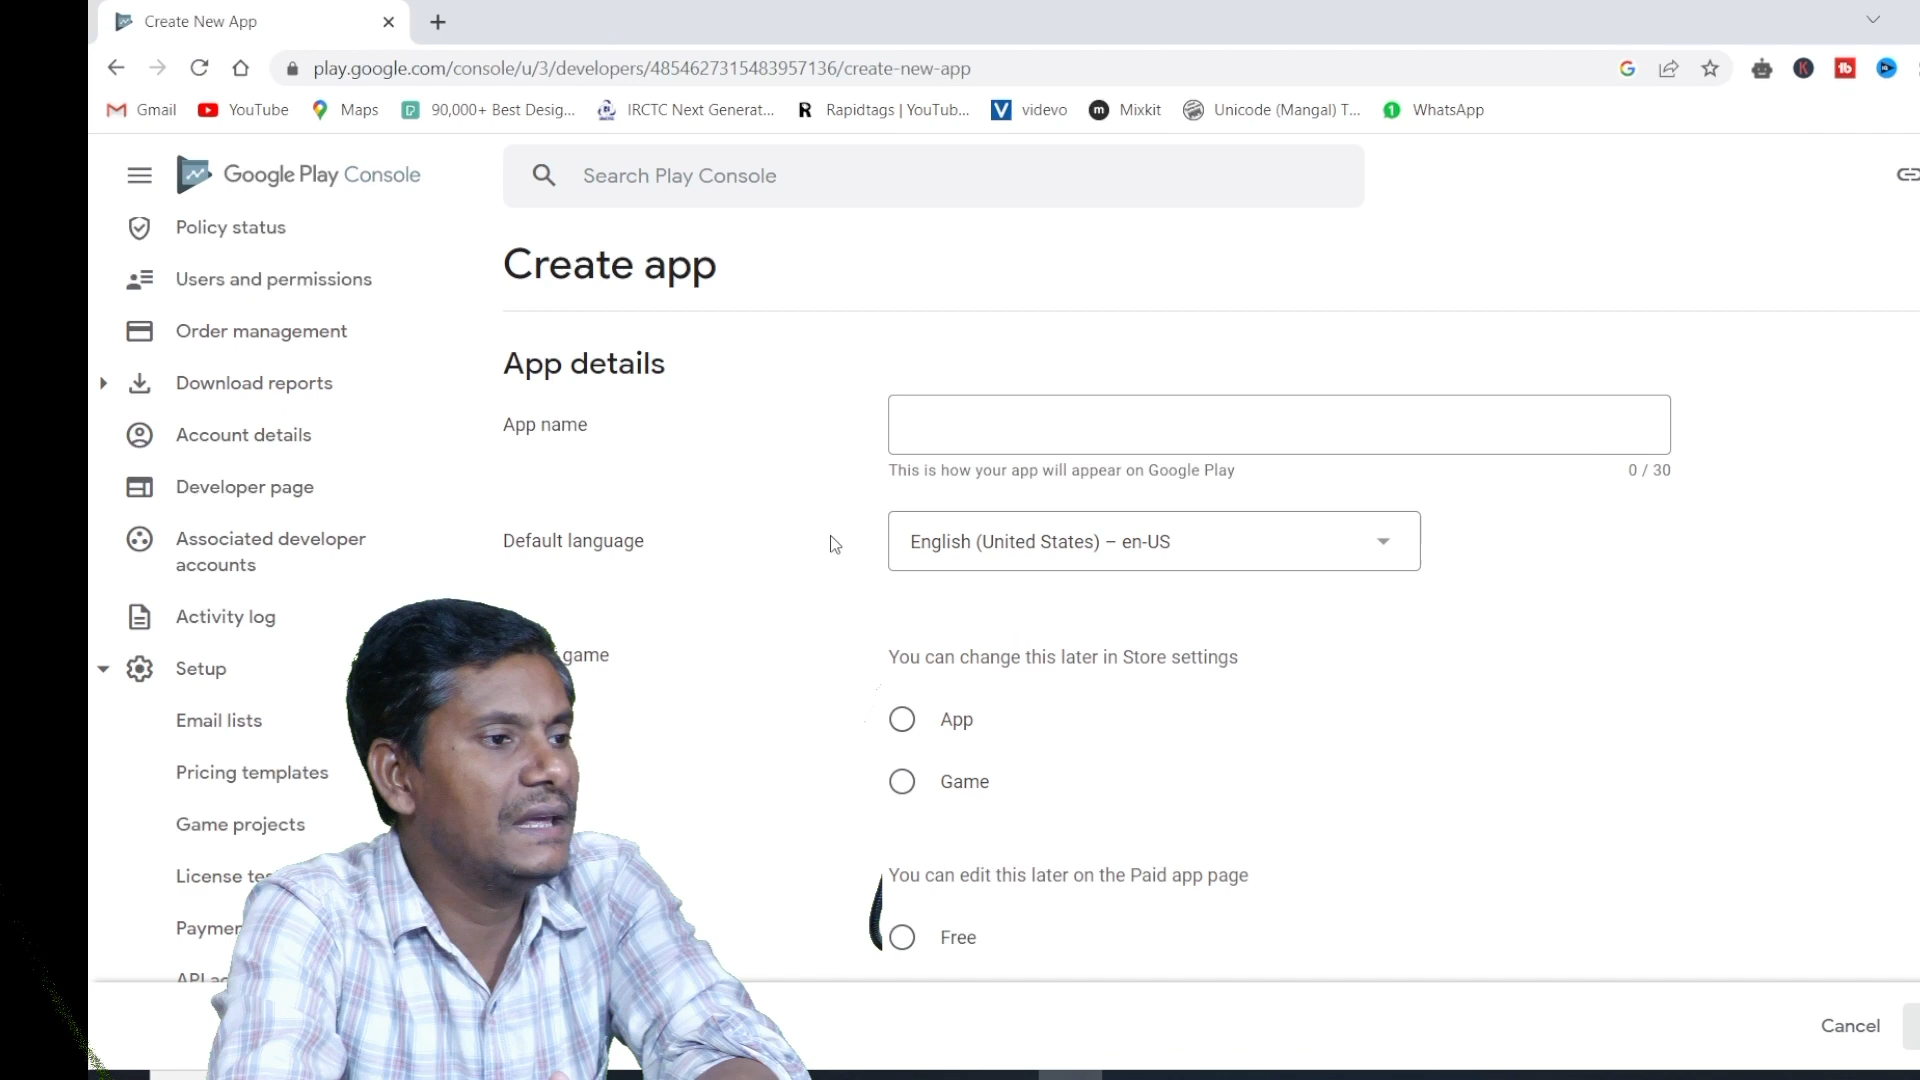 Create New App
play.google.com/console/u/3/developers/4854627315483957136/create-new-app
Gmail YouTube Maps 90,000+ Best Desig... IRCTC Next Generat... Rapidtags | YouTub... videvo Mixkit Unicode (Mangal) T... WhatsApp
Google Play Console
Search Play Console
Policy status
Users and permissions
Order management
Download reports
Account details
Developer page
Associated developer
accounts
Activity log
Setup
Email lists
Pricing templates
Game projects
License te
Paymen
API ac
Create app
App details
App name
This is how your app will appear on Google Play
0 / 30
Default language
English (United States) – en-US
game
You can change this later in Store settings
App
Game
You can edit this later on the Paid app page
Free
Cancel